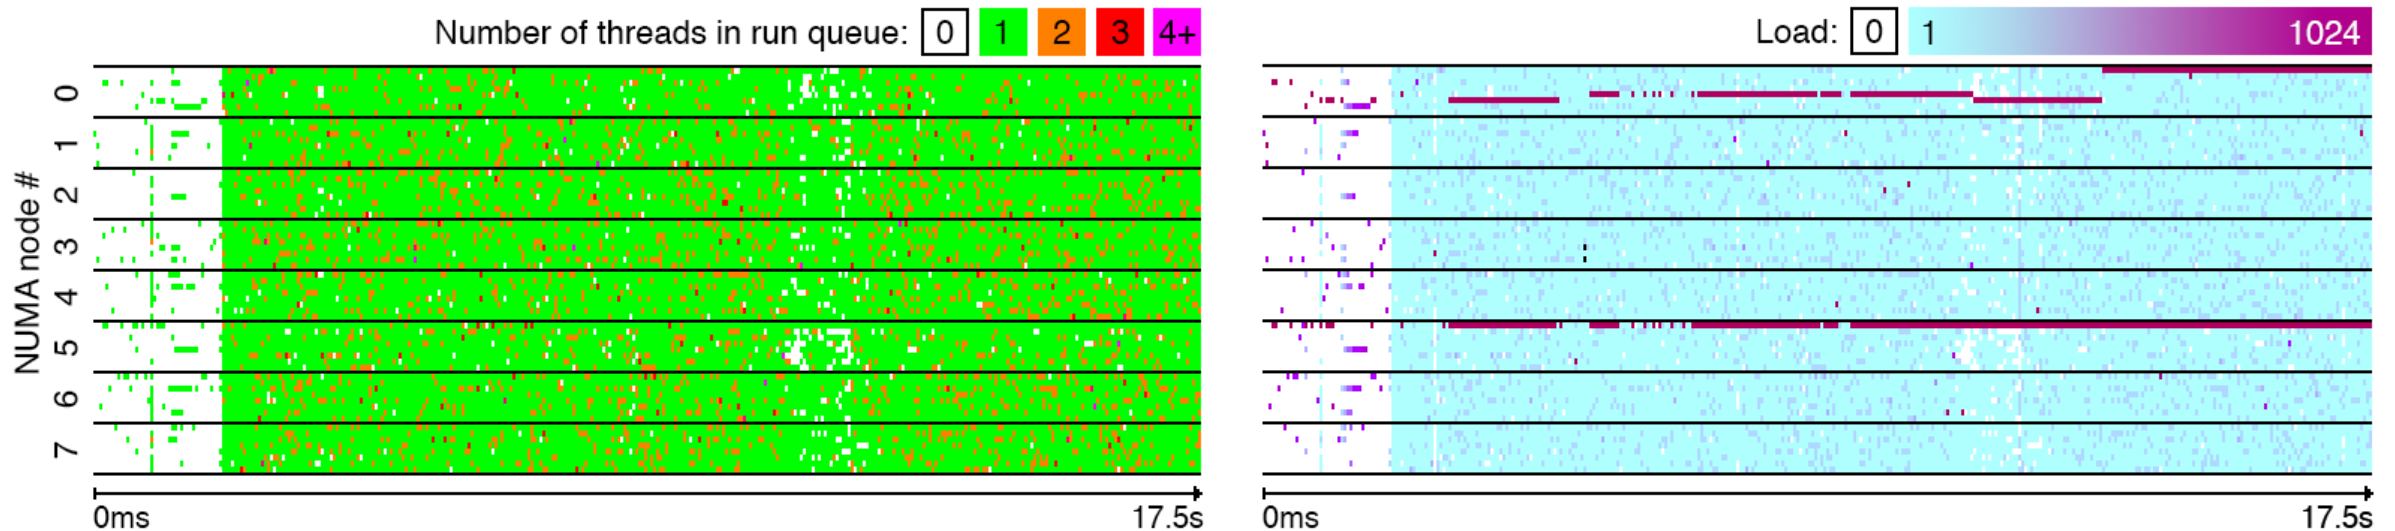 Number of threads in run queue: 0 1 2 3 4+
NUMA node #
0
1
2
3
4
5
6
7
0ms 17.5s
Load: 0 1 1024
0ms 17.5s